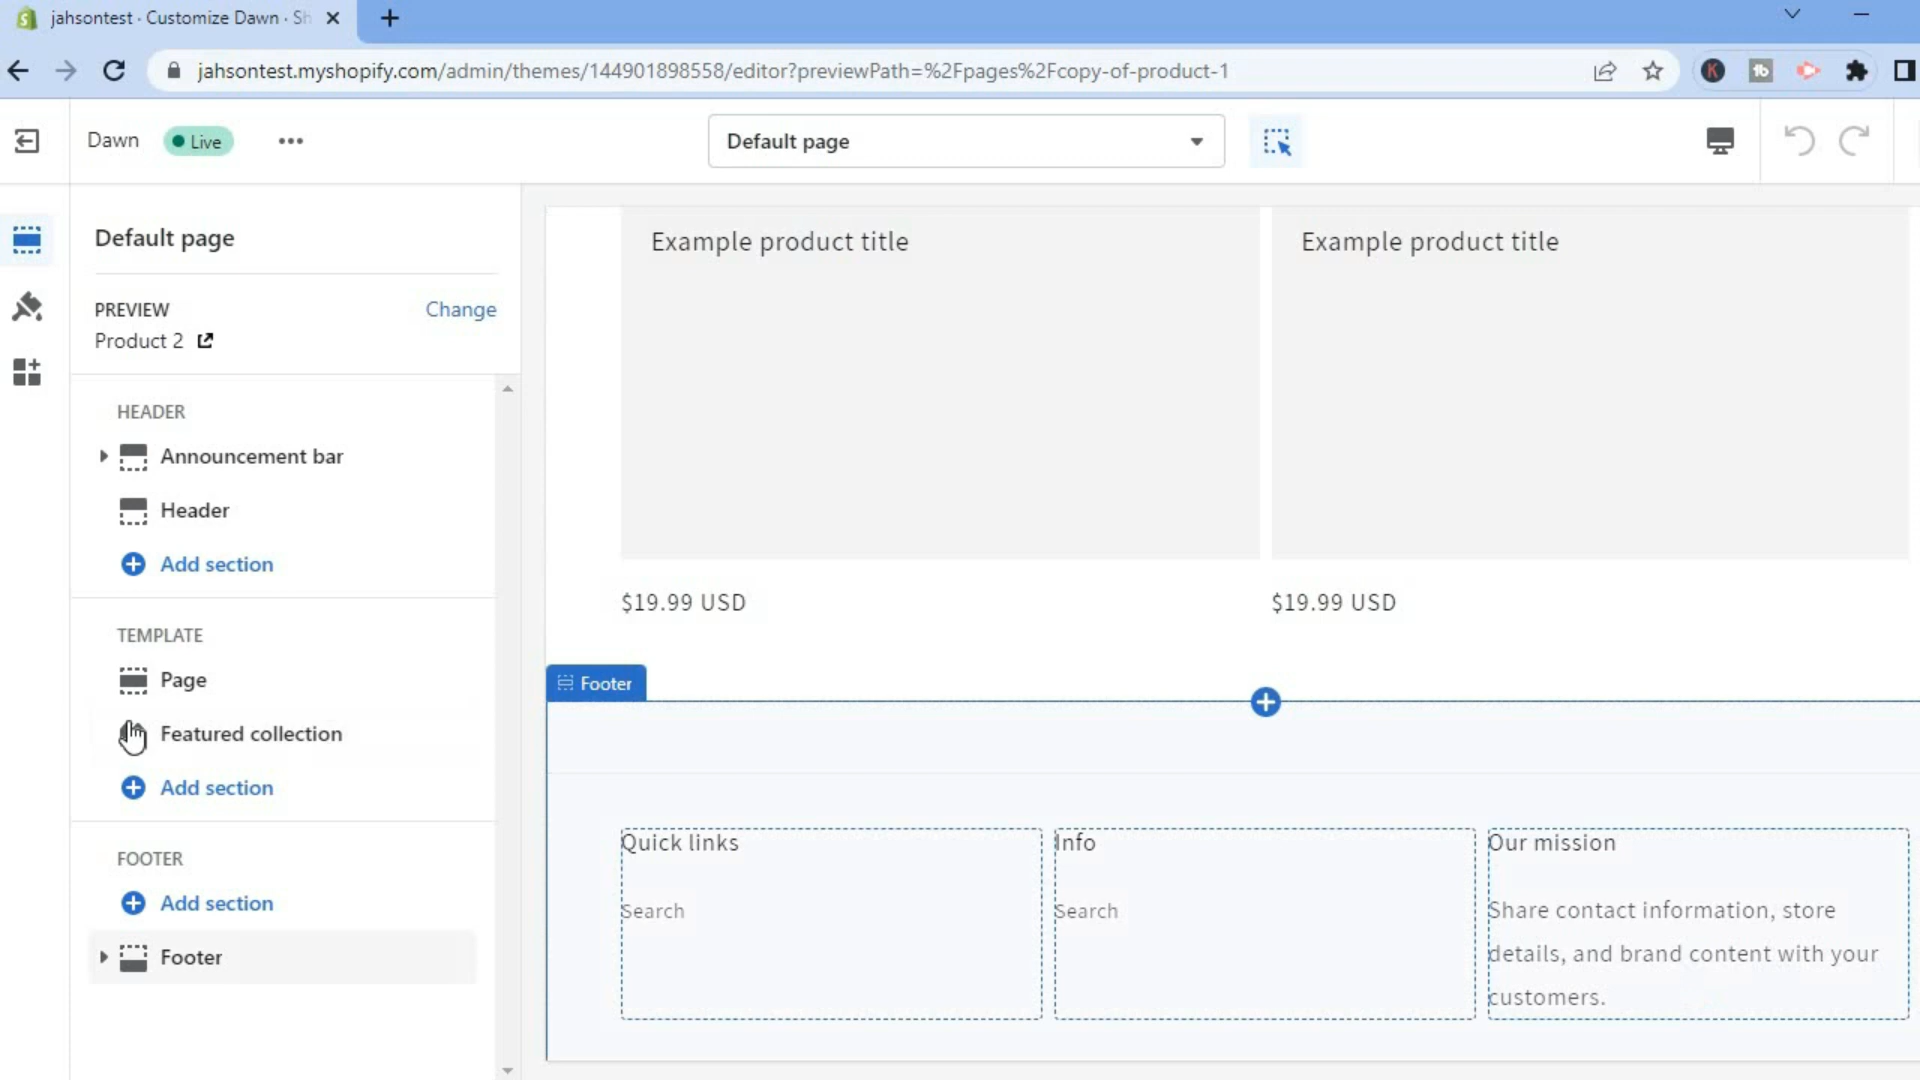 jahsontest · Customize Dawn · Sh
jahsontest.myshopify.com/admin/themes/144901898558/editor?previewPath=%2Fpages%2Fcopy-of-product-1
Dawn
Live
Default page
Default page
PREVIEW
Change
Product 2
HEADER
Announcement bar
Header
Add section
TEMPLATE
Page
Featured collection
Add section
FOOTER
Add section
Footer
Example product title
Example product title
$19.99 USD
$19.99 USD
Footer
Quick links
Search
Info
Search
Our mission
Share contact information, store
details, and brand content with your
customers.